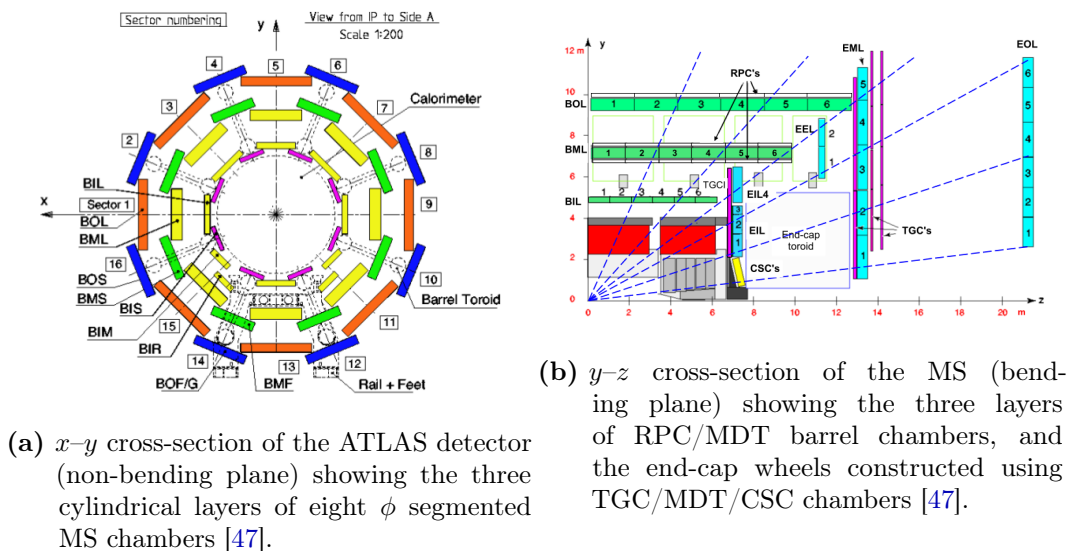 Sector numbering
y
View from IP to Side A
Scale 1:200
4
5
6
3
7
Calorimeter
2
8
BIL
x
Sector 1
9
BOL
BML
16
BOS
10
BMS
Barrel Toroid
BIS
BIM
15
11
BIR
14
13
12
BOF/G
BMF
Rail + Feet
(a) x–y cross-section of the ATLAS detector
(non-bending plane) showing the three
cylindrical layers of eight ϕ segmented
MS chambers [47].
12 m
y
EML
EOL
RPC's
10
BOL
1 2 3 4 5 6
5
6
8
EEL
2
4
5
BML
1 2 3 4 5 6
1
4
6
TGCI
3
BIL
1 2 3 4 5 6
EIL4
4
3
EIL
2
2
TGC's
2
1
End-cap
toroid
2
CSC's
1
1
0
0 2 4 6 8 10 12 14 16 18 20 m
z
(b) y–z cross-section of the MS (bend-
ing plane) showing the three layers
of RPC/MDT barrel chambers, and
the end-cap wheels constructed using
TGC/MDT/CSC chambers [47].